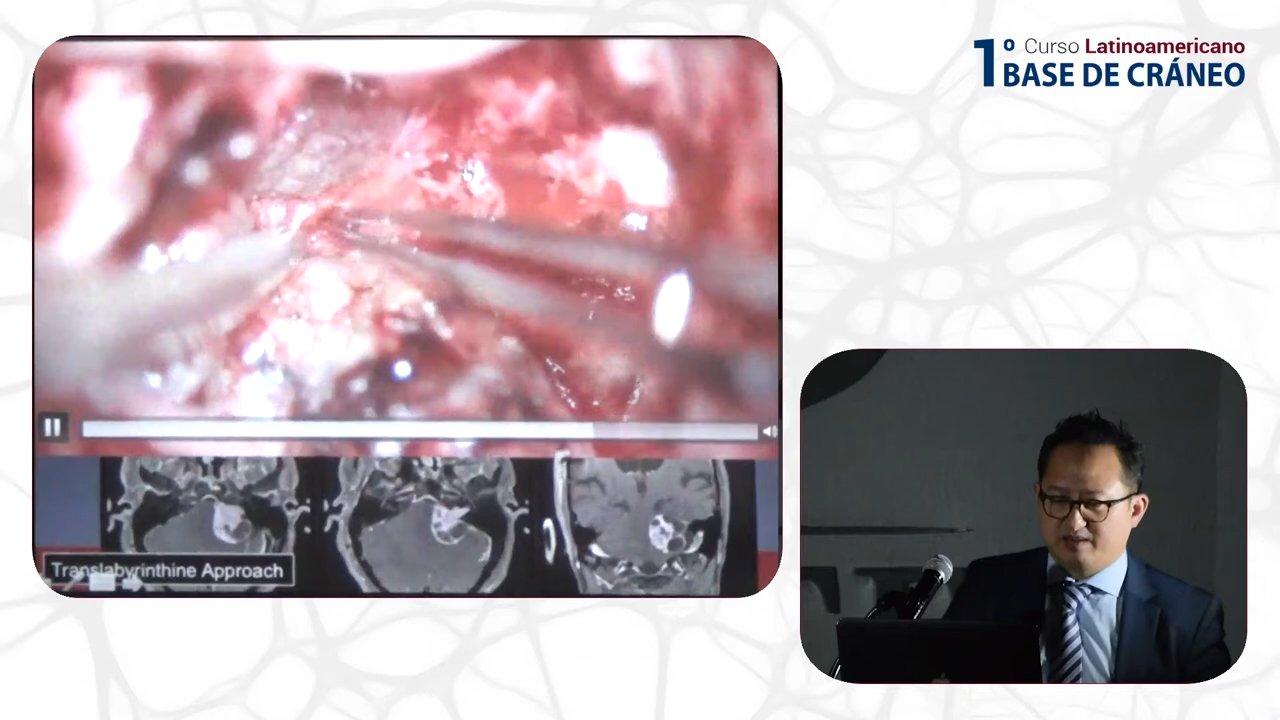 1º Curso Latinoamericano
BASE DE CRÁNEO
Translabyrinthine Approach